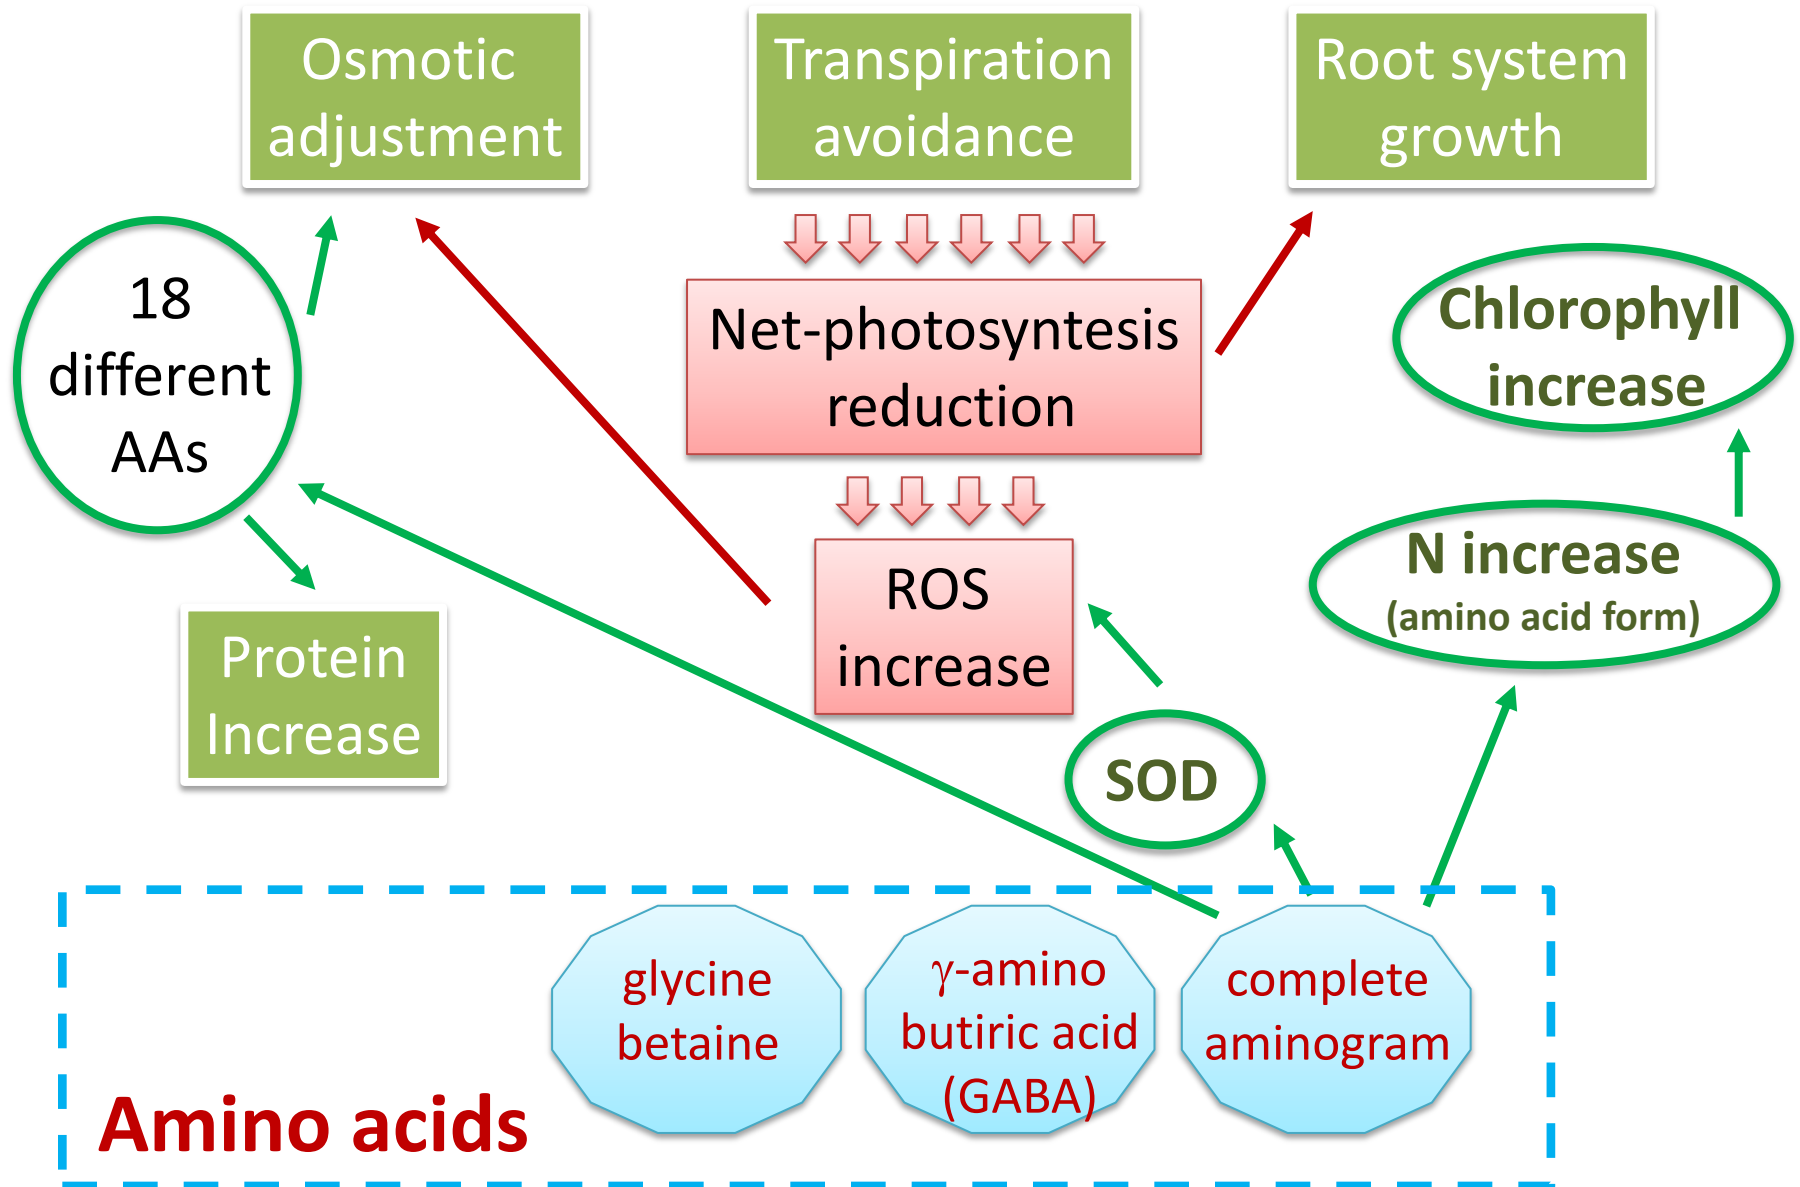 Osmotic
adjustment
Transpiration
avoidance
Root system
growth
18
different
AAs
Net-photosyntesis
reduction
Chlorophyll
increase
ROS
increase
N increase
(amino acid form)
Protein
Increase
SOD
glycine
betaine
γ-amino
butiric acid
(GABA)
complete
aminogram
Amino acids